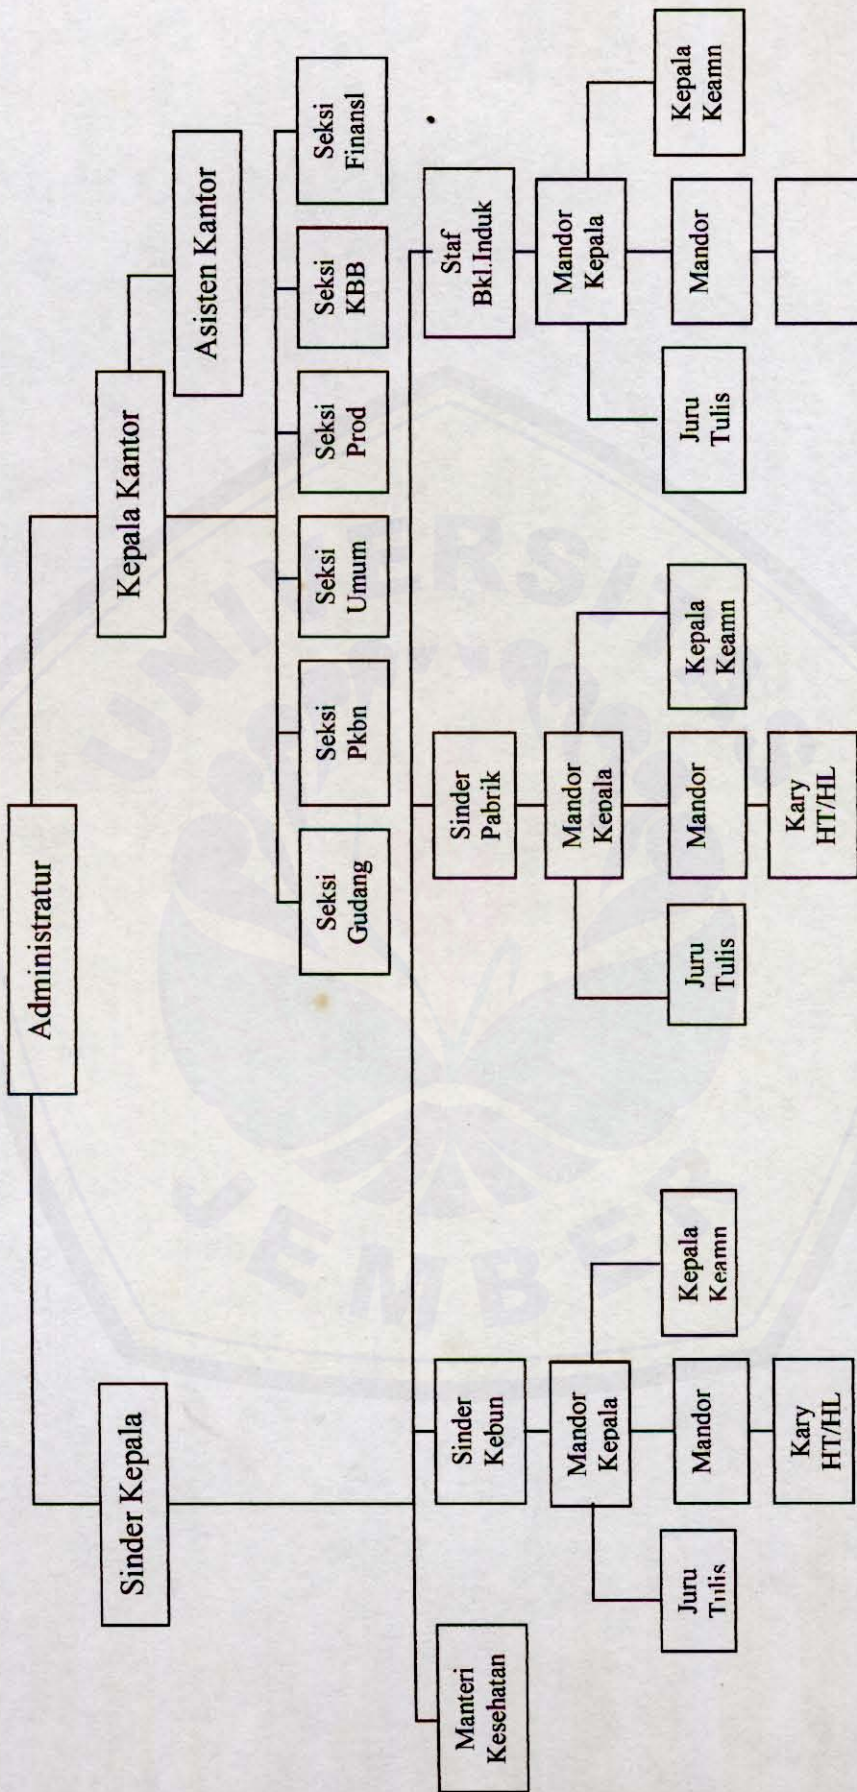 Administratur
Sinder Kepala
Kepala Kantor
Asisten Kantor
Seksi
Gudang
Seksi
Pkbn
Seksi
Umum
Seksi
Prod
Seksi
KBB
Seksi
Finansl
Manteri
Kesehatan
Sinder
Kebun
Sinder
Pabrik
Staf
Bkl.Induk
Mandor
Kepala
Mandor
Kepala
Mandor
Kepala
Juru
Tulis
Mandor
Kepala
Keamn
Juru
Tulis
Mandor
Kepala
Keamn
Juru
Tulis
Mandor
Kepala
Keamn
Kary
HT/HL
Kary
HT/HL
UNIVERSITAS
JEMBER